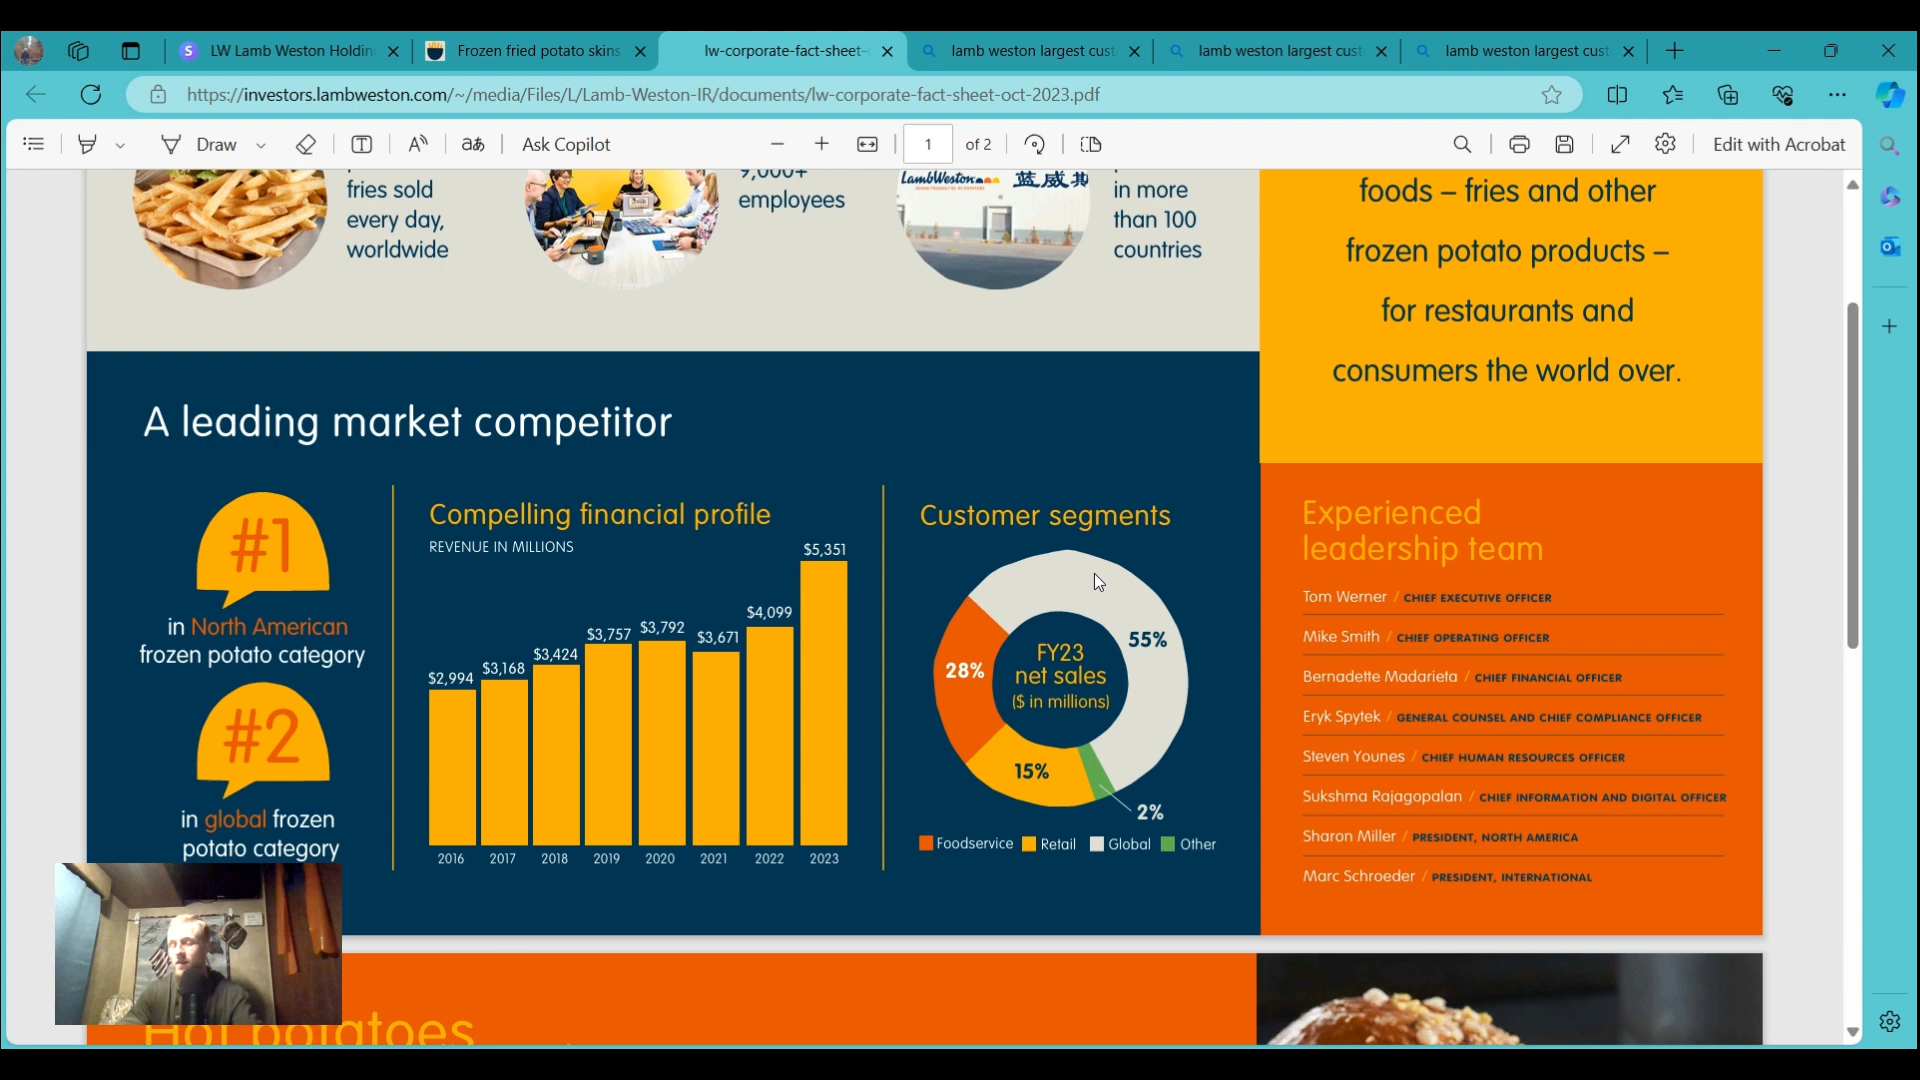 LW Lamb Weston Holdin
Frozen fried potato skins
lw-corporate-fact-sheet-
lamb weston largest cust
lamb weston largest cust
lamb weston largest cust
https://investors.lambweston.com/~/media/Files/L/Lamb-Weston-IR/documents/lw-corporate-fact-sheet-oct-2023.pdf
Draw
Ask Copilot
1 of 2
Edit with Acrobat
fries sold
every day,
worldwide
9,000+
employees
LambWeston
蓝威斯
in more
than 100
countries
foods – fries and other
frozen potato products –
for restaurants and
consumers the world over.
A leading market competitor
#1
in North American
frozen potato category
#2
in global frozen
potato category
Compelling financial profile
REVENUE IN MILLIONS
$2,994
$3,168
$3,424
$3,757
$3,792
$3,671
$4,099
$5,351
2016 2017 2018 2019 2020 2021 2022 2023
Customer segments
55%
28%
15%
2%
FY23
net sales
($ in millions)
Foodservice Retail Global Other
Experienced
leadership team
Tom Werner / CHIEF EXECUTIVE OFFICER
Mike Smith / CHIEF OPERATING OFFICER
Bernadette Madarieta / CHIEF FINANCIAL OFFICER
Eryk Spytek / GENERAL COUNSEL AND CHIEF COMPLIANCE OFFICER
Steven Younes / CHIEF HUMAN RESOURCES OFFICER
Sukshma Rajagopalan / CHIEF INFORMATION AND DIGITAL OFFICER
Sharon Miller / PRESIDENT, NORTH AMERICA
Marc Schroeder / PRESIDENT, INTERNATIONAL
Hot potatoes